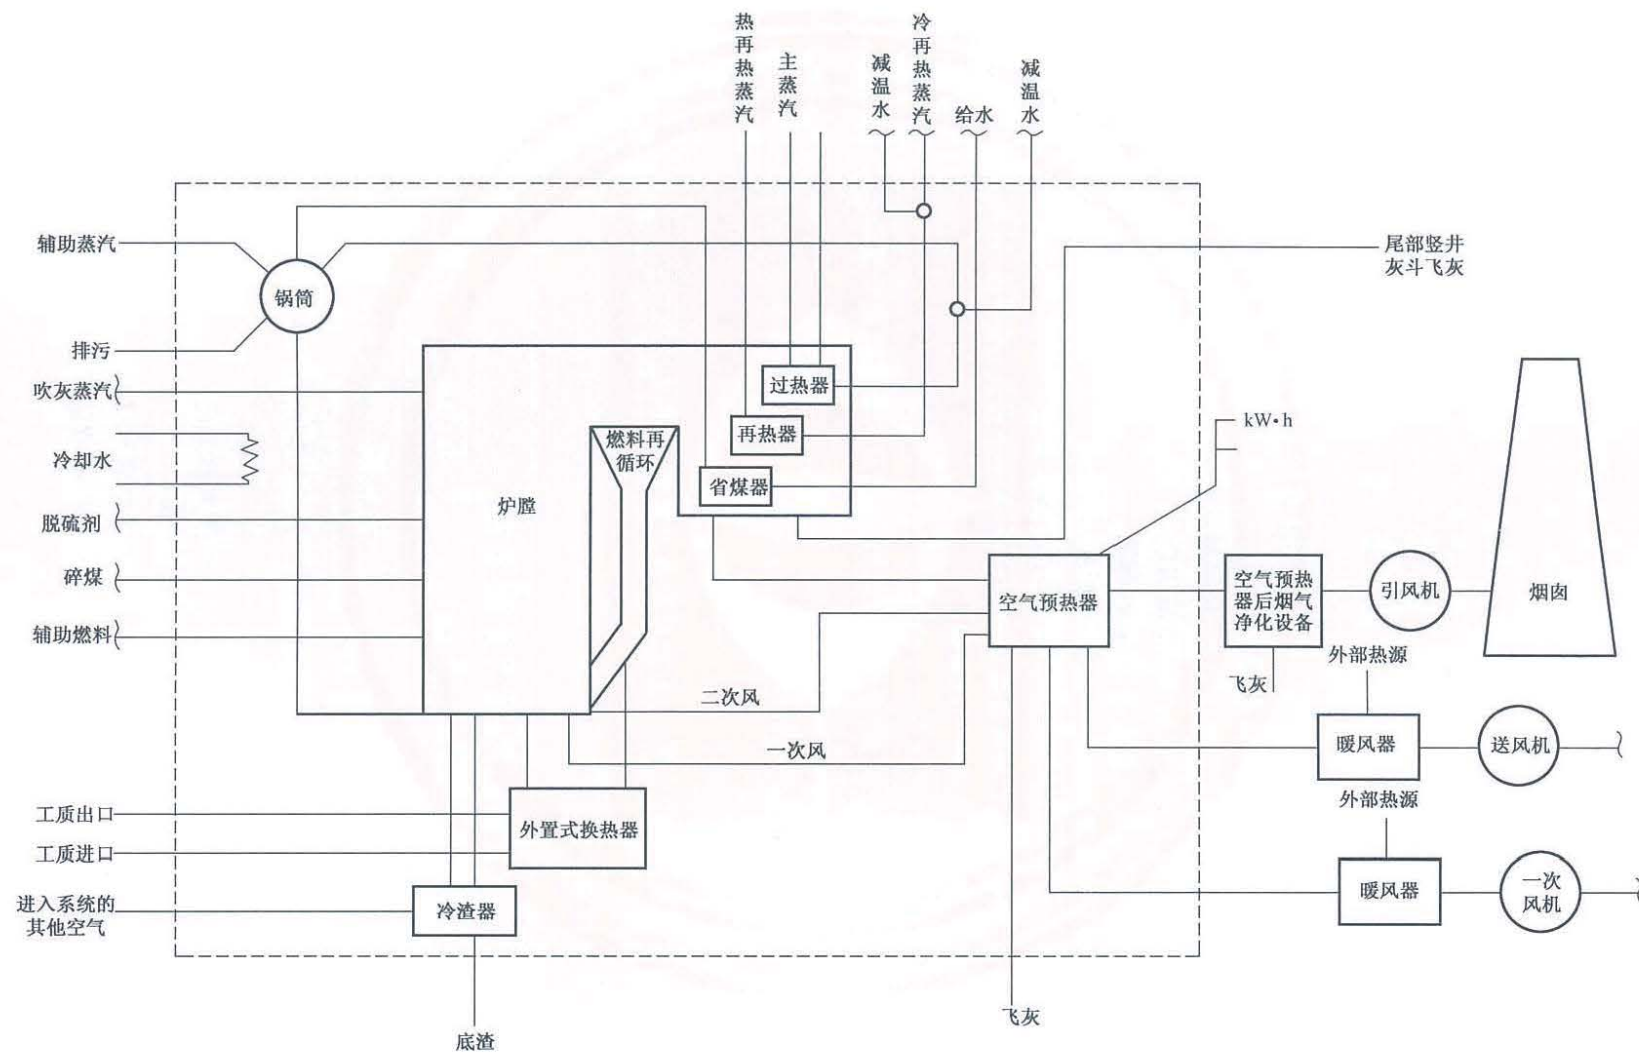 热再热蒸汽
主蒸汽
减温水
冷再热蒸汽
给水
减温水
辅助蒸汽
锅筒
尾部竖井
灰斗飞灰
排污
吹灰蒸汽
过热器
冷却水
再热器
燃料再
循环
kW•h
炉膛
省煤器
脱硫剂
碎煤
空气预热器
空气预热
器后烟气
净化设备
引风机
烟囱
辅助燃料
外部热源
飞灰
二次风
一次风
暖风器
送风机
外部热源
工质出口
外置式换热器
工质进口
暖风器
一次
风机
进入系统的
其他空气
冷渣器
飞灰
底渣